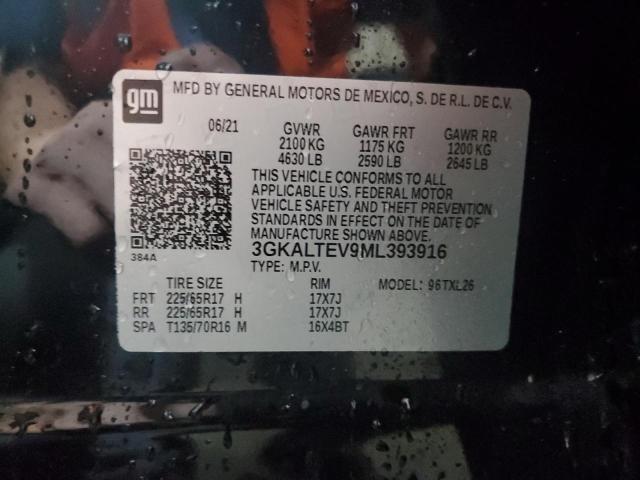 gm
MFD BY GENERAL MOTORS DE MEXICO, S. DE R.L. DE C.V.
06/21 GVWR GAWR FRT GAWR RR
2100 KG 1175 KG 1200 KG
4630 LB 2590 LB 2645 LB
THIS VEHICLE CONFORMS TO ALL
APPLICABLE U.S. FEDERAL MOTOR
VEHICLE SAFETY AND THEFT PREVENTION
STANDARDS IN EFFECT ON THE DATE OF
MANUFACTURE SHOWN ABOVE.
384A
3GKALTEV9ML393916
TYPE: M.P.V.
TIRE SIZE RIM MODEL: 96TXL26
FRT 225/65R17 H 17X7J
RR 225/65R17 H 17X7J
SPA T135/70R16 M 16X4BT